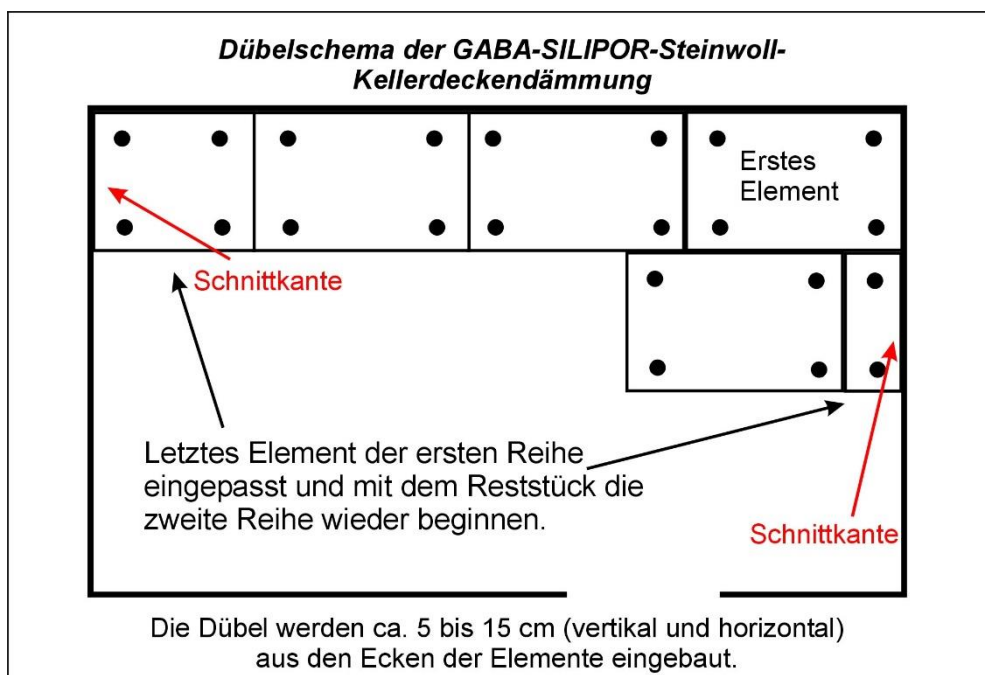 Dübelschema der GABA-SILIPOR-Steinwoll-
Kellerdeckendämmung
Erstes
Element
Schnittkante
Letztes Element der ersten Reihe
eingepasst und mit dem Reststück die
zweite Reihe wieder beginnen.
Schnittkante
Die Dübel werden ca. 5 bis 15 cm (vertikal und horizontal)
aus den Ecken der Elemente eingebaut.